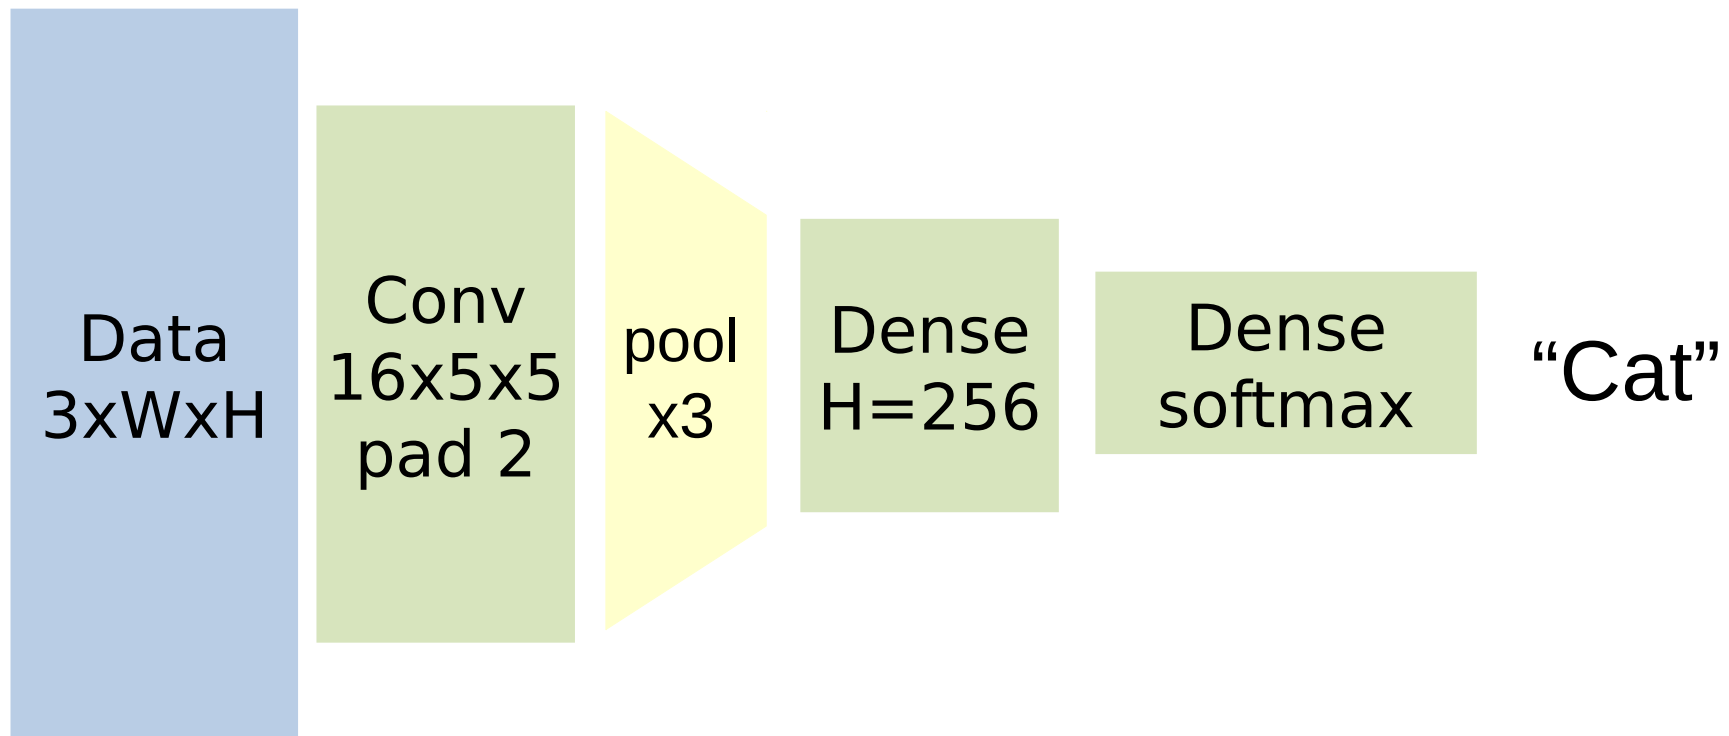 Data
3xWxH
Conv
16x5x5
pad 2
pool
x3
Dense
H=256
Dense
softmax
“Cat”